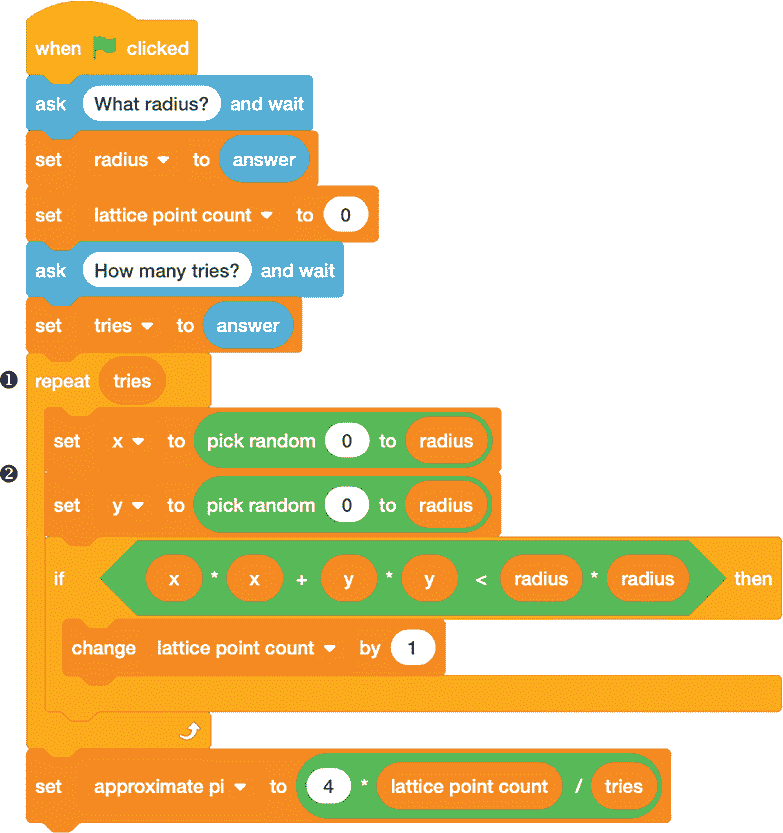 when clicked
ask What radius? and wait
set radius to answer
set lattice point count to 0
ask How many tries? and wait
set tries to answer
❶ repeat tries
set x to pick random 0 to radius
❷
set y to pick random 0 to radius
if x * x + y * y < radius * radius then
change lattice point count by 1
set approximate pi to 4 * lattice point count / tries